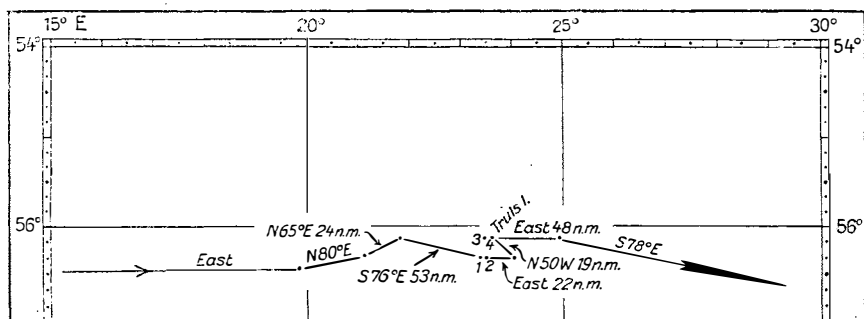 15° E 20° 25° 30°
54° 54°
56° 56°
Truls I.
N65°E 24 n.m.
3 4
East 48 n.m.
East
N80°E
S78°E
S76°E 53 n.m.
1 2
N50W 19 n.m.
East 22 n.m.